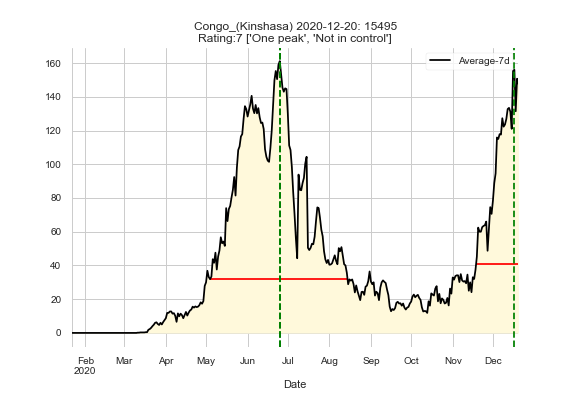 Congo_(Kinshasa) 2020-12-20: 15495
Rating:7 ['One peak', 'Not in control']
Average-7d
160
140
120
100
80
60
40
20
0
Feb Mar Apr May Jun Jul Aug Sep Oct Nov Dec
2020
Date